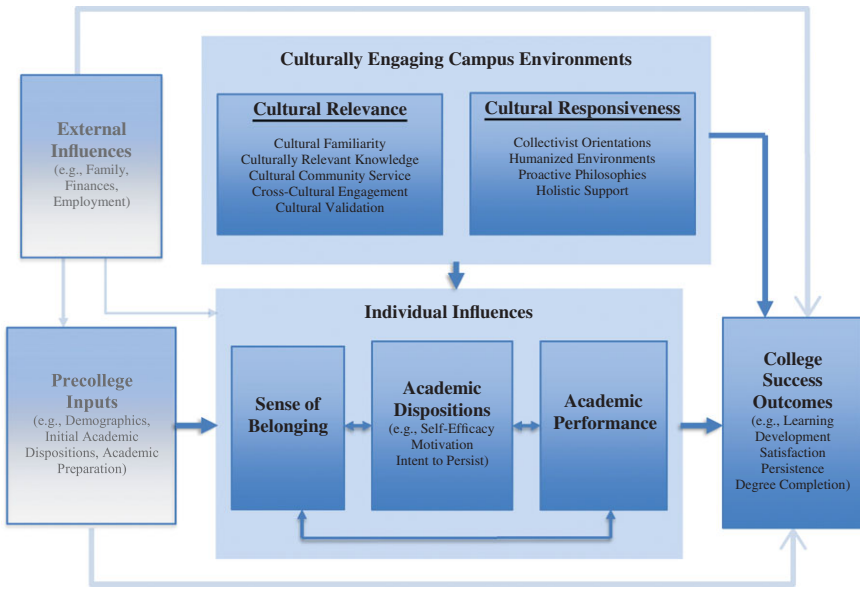 Culturally Engaging Campus Environments
External
Influences
(e.g., Family,
Finances,
Employment)
Cultural Relevance
Cultural Familiarity
Culturally Relevant Knowledge
Cultural Community Service
Cross-Cultural Engagement
Cultural Validation
Cultural Responsiveness
Collectivist Orientations
Humanized Environments
Proactive Philosophies
Holistic Support
Individual Influences
Precollege
Inputs
(e.g., Demographics,
Initial Academic
Dispositions, Academic
Preparation)
Sense of
Belonging
Academic
Dispositions
(e.g., Self-Efficacy
Motivation
Intent to Persist)
Academic
Performance
College
Success
Outcomes
(e.g., Learning
Development
Satisfaction
Persistence
Degree Completion)